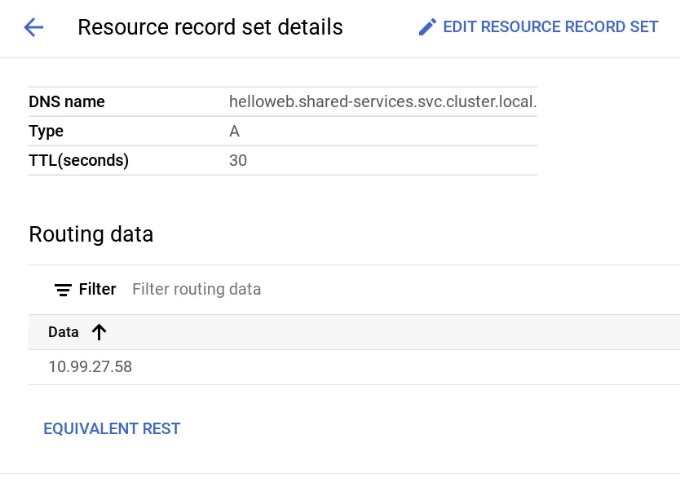 Resource record set details EDIT RESOURCE RECORD SET
DNS name helloweb.shared-services.svc.cluster.local.
Type A
TTL(seconds) 30
Routing data
Filter Filter routing data
Data
10.99.27.58
EQUIVALENT REST